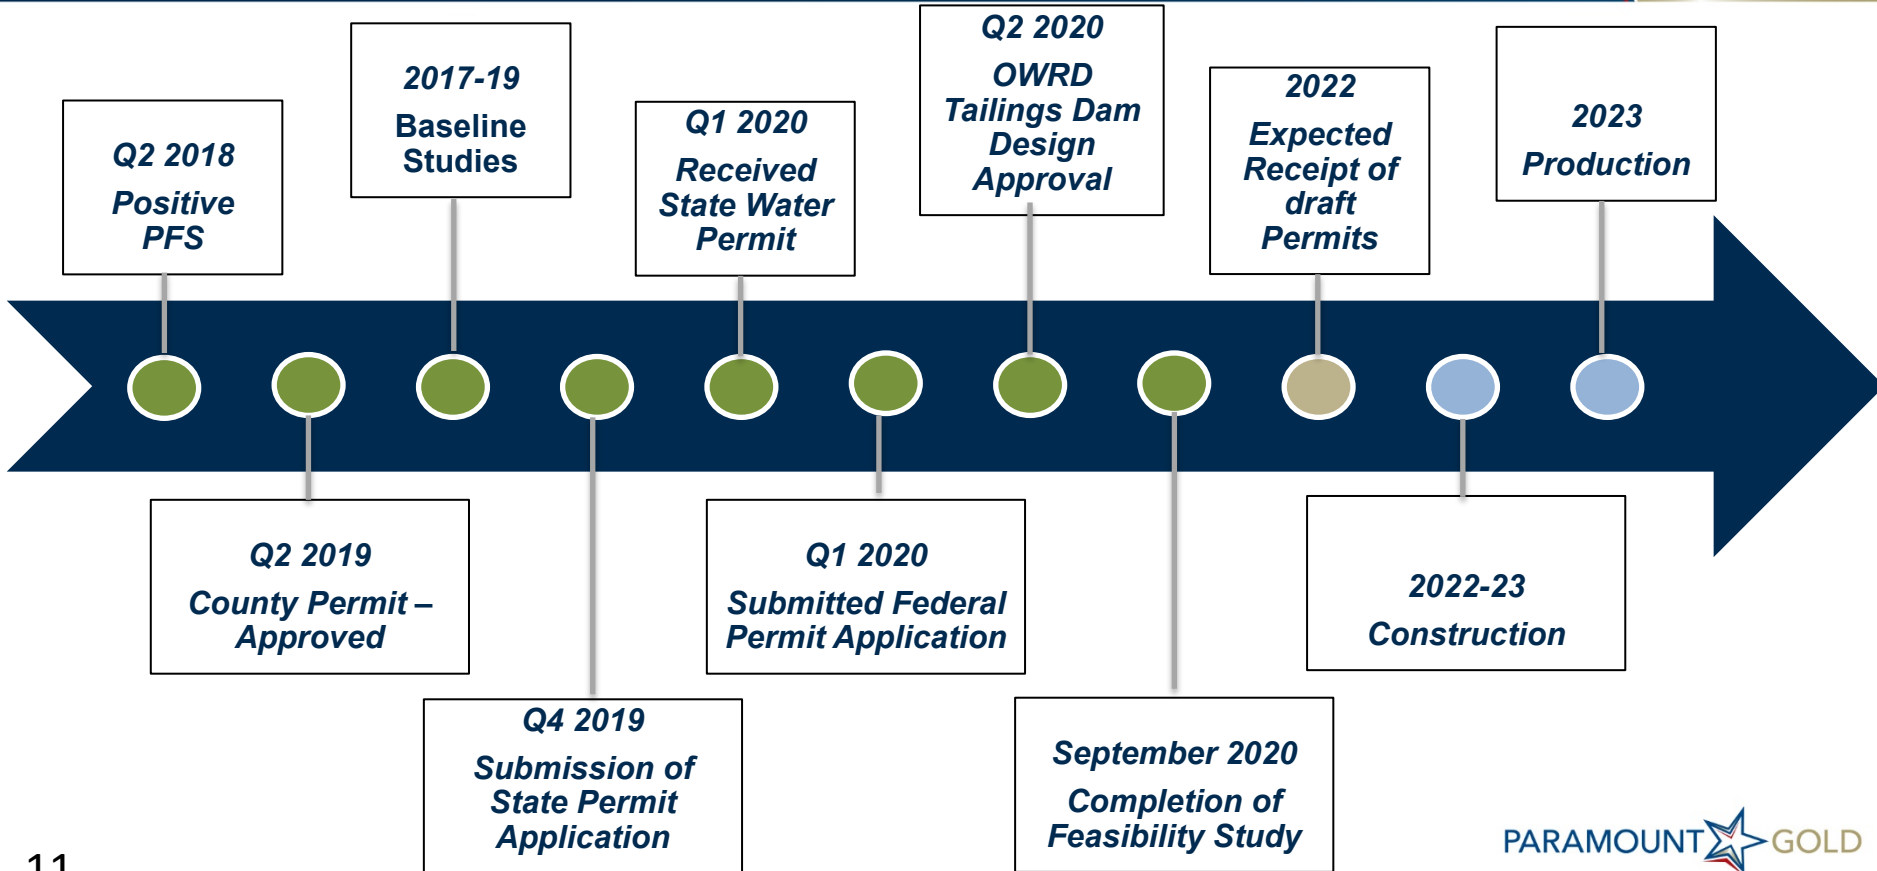 Q2 2018
Positive
PFS
2017-19
Baseline
Studies
Q1 2020
Received
State Water
Permit
Q2 2020
OWRD
Tailings Dam
Design
Approval
2022
Expected
Receipt of
draft
Permits
2023
Production
Q2 2019
County Permit –
Approved
Q4 2019
Submission of
State Permit
Application
Q1 2020
Submitted Federal
Permit Application
September 2020
Completion of
Feasibility Study
2022-23
Construction
PARAMOUNT GOLD
11